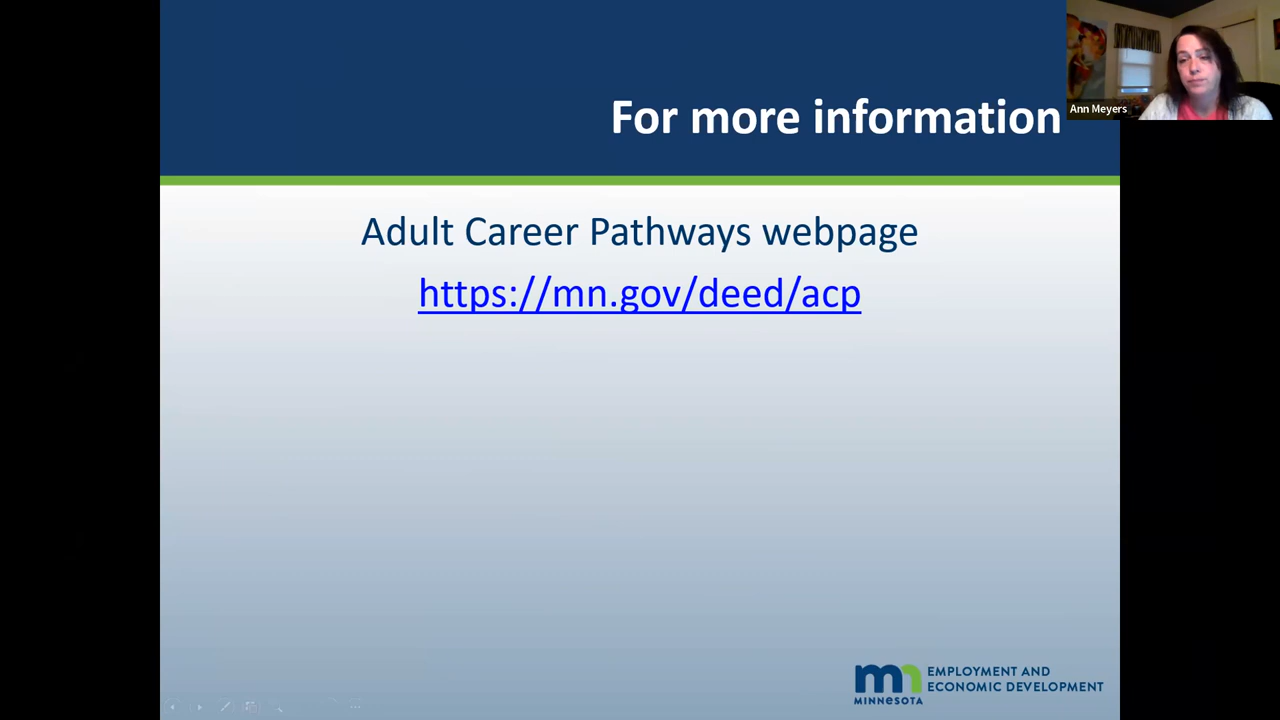 For more information
Ann Meyers
Adult Career Pathways webpage
https://mn.gov/deed/acp
mn EMPLOYMENT AND
ECONOMIC DEVELOPMENT
MINNESOTA